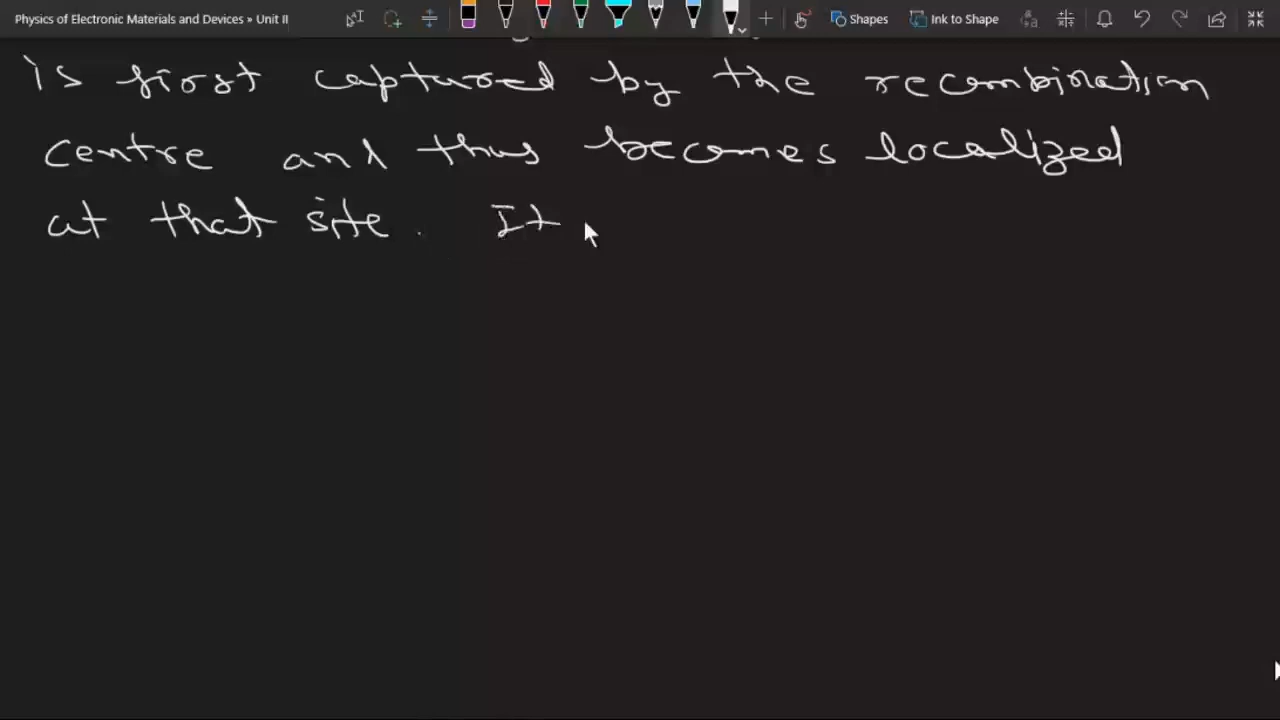 Physics of Electronic Materials and Devices » Unit II
Shapes
Ink to Shape
is first captured by the recombination
centre and thus becomes localized
at that site. It